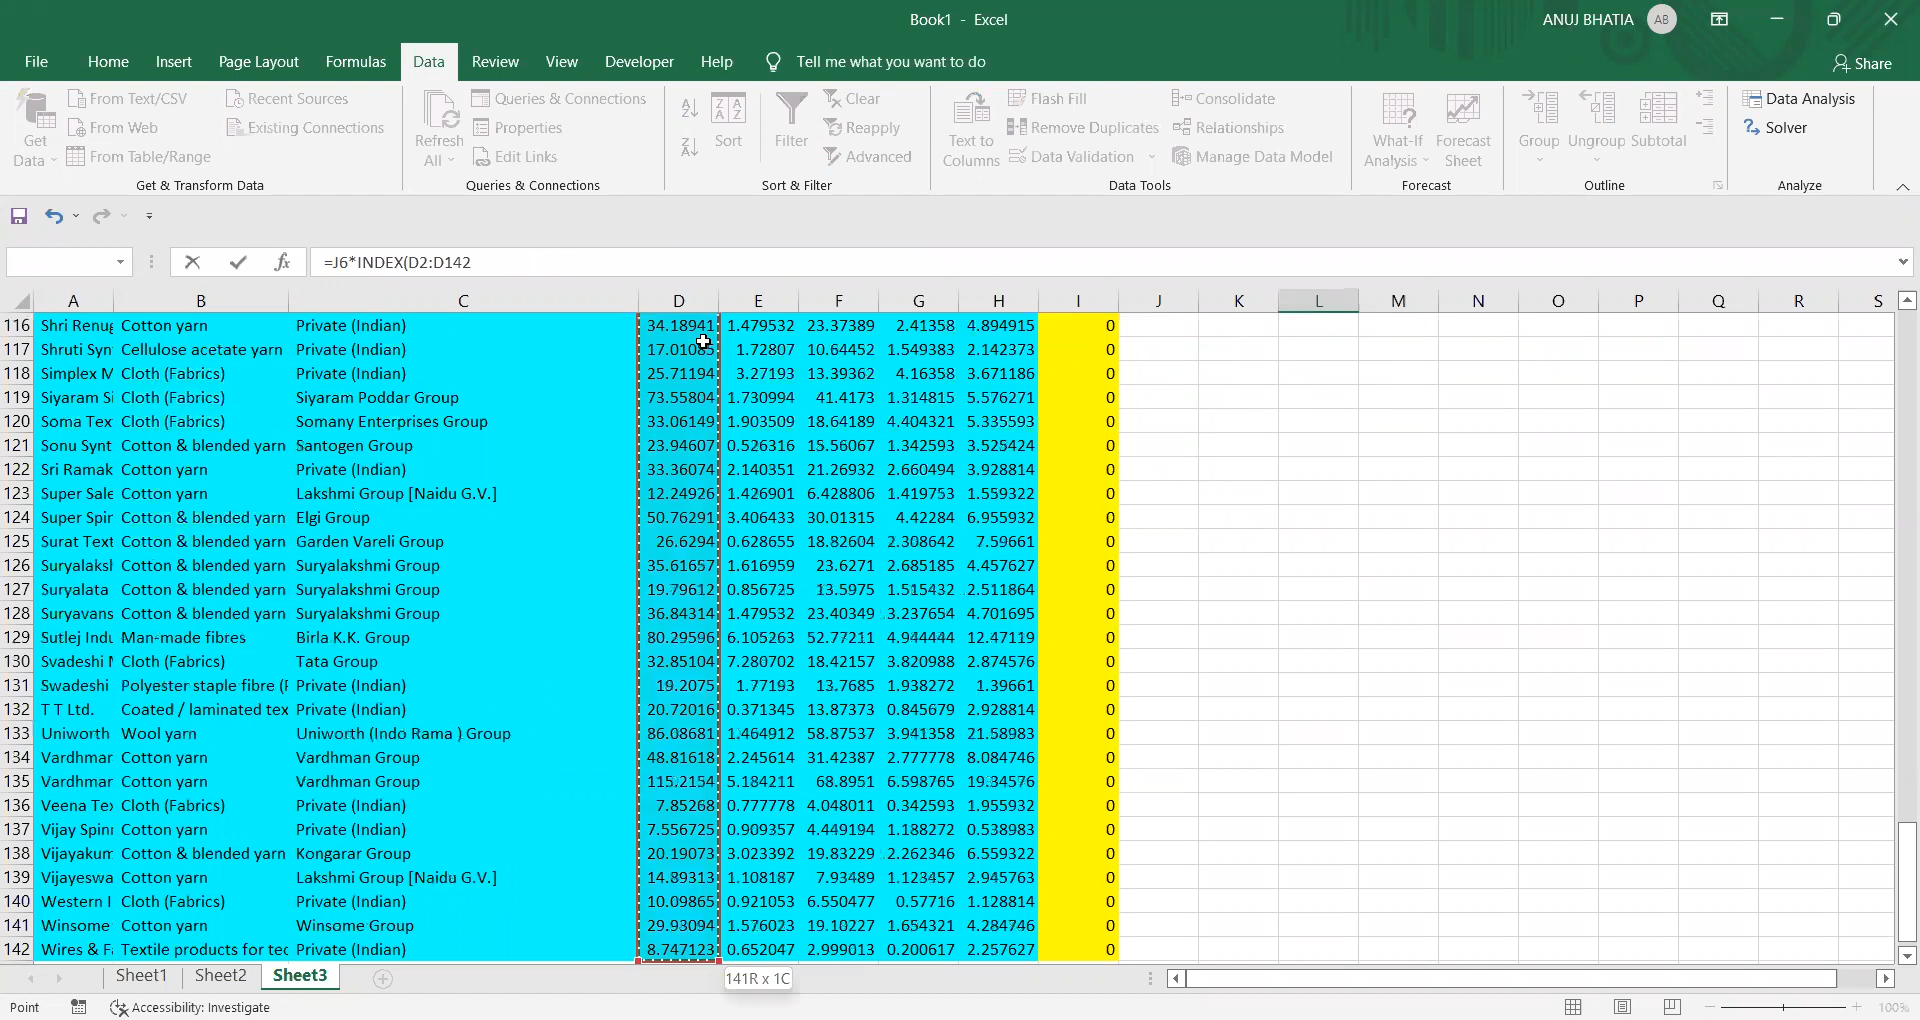 Book1 - Excel
ANUJ BHATIA AB
File Home Insert Page Layout Formulas Data Review View Developer Help Tell me what you want to do Share
Get Data
From Text/CSV
From Web
From Table/Range
Recent Sources
Existing Connections
Get & Transform Data
Refresh All
Queries & Connections
Properties
Edit Links
Queries & Connections
Sort
Filter
Clear
Reapply
Advanced
Sort & Filter
Text to Columns
Flash Fill
Remove Duplicates
Data Validation
Consolidate
Relationships
Manage Data Model
Data Tools
What-If Analysis
Forecast Sheet
Forecast
Group
Ungroup
Subtotal
Outline
Data Analysis
Solver
Analyze
fx =J6*INDEX(D2:D142
A B C D E F G H I J K L M N O P Q R S
116 Shri Renug Cotton yarn Private (Indian) 34.18941 1.479532 23.37389 2.41358 4.894915 0
117 Shruti Syn Cellulose acetate yarn Private (Indian) 17.01085 1.72807 10.64452 1.549383 2.142373 0
118 Simplex M Cloth (Fabrics) Private (Indian) 25.71194 3.27193 13.39362 4.16358 3.671186 0
119 Siyaram Si Cloth (Fabrics) Siyaram Poddar Group 73.55804 1.730994 41.4173 1.314815 5.576271 0
120 Soma Tex Cloth (Fabrics) Somany Enterprises Group 33.06149 1.903509 18.64189 4.404321 5.335593 0
121 Sonu Synt Cotton & blended yarn Santogen Group 23.94607 0.526316 15.56067 1.342593 3.525424 0
122 Sri Ramak Cotton yarn Private (Indian) 33.36074 2.140351 21.26932 2.660494 3.928814 0
123 Super Sale Cotton yarn Lakshmi Group [Naidu G.V.] 12.24926 1.426901 6.428806 1.419753 1.559322 0
124 Super Spin Cotton & blended yarn Elgi Group 50.76291 3.406433 30.01315 4.42284 6.955932 0
125 Surat Text Cotton & blended yarn Garden Vareli Group 26.6294 0.628655 18.82604 2.308642 7.59661 0
126 Suryalaksh Cotton & blended yarn Suryalakshmi Group 35.61657 1.616959 23.6271 2.685185 4.457627 0
127 Suryalata Cotton & blended yarn Suryalakshmi Group 19.79612 0.856725 13.5975 1.515432 2.511864 0
128 Suryavans Cotton & blended yarn Suryalakshmi Group 36.84314 1.479532 23.40349 3.237654 4.701695 0
129 Sutlej Indu Man-made fibres Birla K.K. Group 80.29596 6.105263 52.77211 4.944444 12.47119 0
130 Svadeshi M Cloth (Fabrics) Tata Group 32.85104 7.280702 18.42157 3.820988 2.874576 0
131 Swadeshi Polyester staple fibre (P Private (Indian) 19.2075 1.77193 13.7685 1.938272 1.39661 0
132 T T Ltd. Coated / laminated tex Private (Indian) 20.72016 0.371345 13.87373 0.845679 2.928814 0
133 Uniworth Wool yarn Uniworth (Indo Rama ) Group 86.08681 1.464912 58.87537 3.941358 21.58983 0
134 Vardhmar Cotton yarn Vardhman Group 48.81618 2.245614 31.42387 2.777778 8.084746 0
135 Vardhmar Cotton yarn Vardhman Group 115.2154 5.184211 68.8951 6.598765 19.34576 0
136 Veena Tex Cloth (Fabrics) Private (Indian) 7.85268 0.777778 4.048011 0.342593 1.955932 0
137 Vijay Spin Cotton yarn Private (Indian) 7.556725 0.909357 4.449194 1.188272 0.538983 0
138 Vijayakum Cotton & blended yarn Kongarar Group 20.19073 3.023392 19.83229 2.262346 6.559322 0
139 Vijayeswa Cotton yarn Lakshmi Group [Naidu G.V.] 14.89313 1.108187 7.93489 1.123457 2.945763 0
140 Western I Cloth (Fabrics) Private (Indian) 10.09865 0.921053 6.550477 0.57716 1.128814 0
141 Winsome Cotton yarn Winsome Group 29.93094 1.576023 19.10227 1.654321 4.284746 0
142 Wires & Fa Textile products for tec Private (Indian) 8.747123 0.652047 2.999013 0.200617 2.257627 0
141R x 1C
Sheet1 Sheet2 Sheet3
Point Accessibility: Investigate 100%